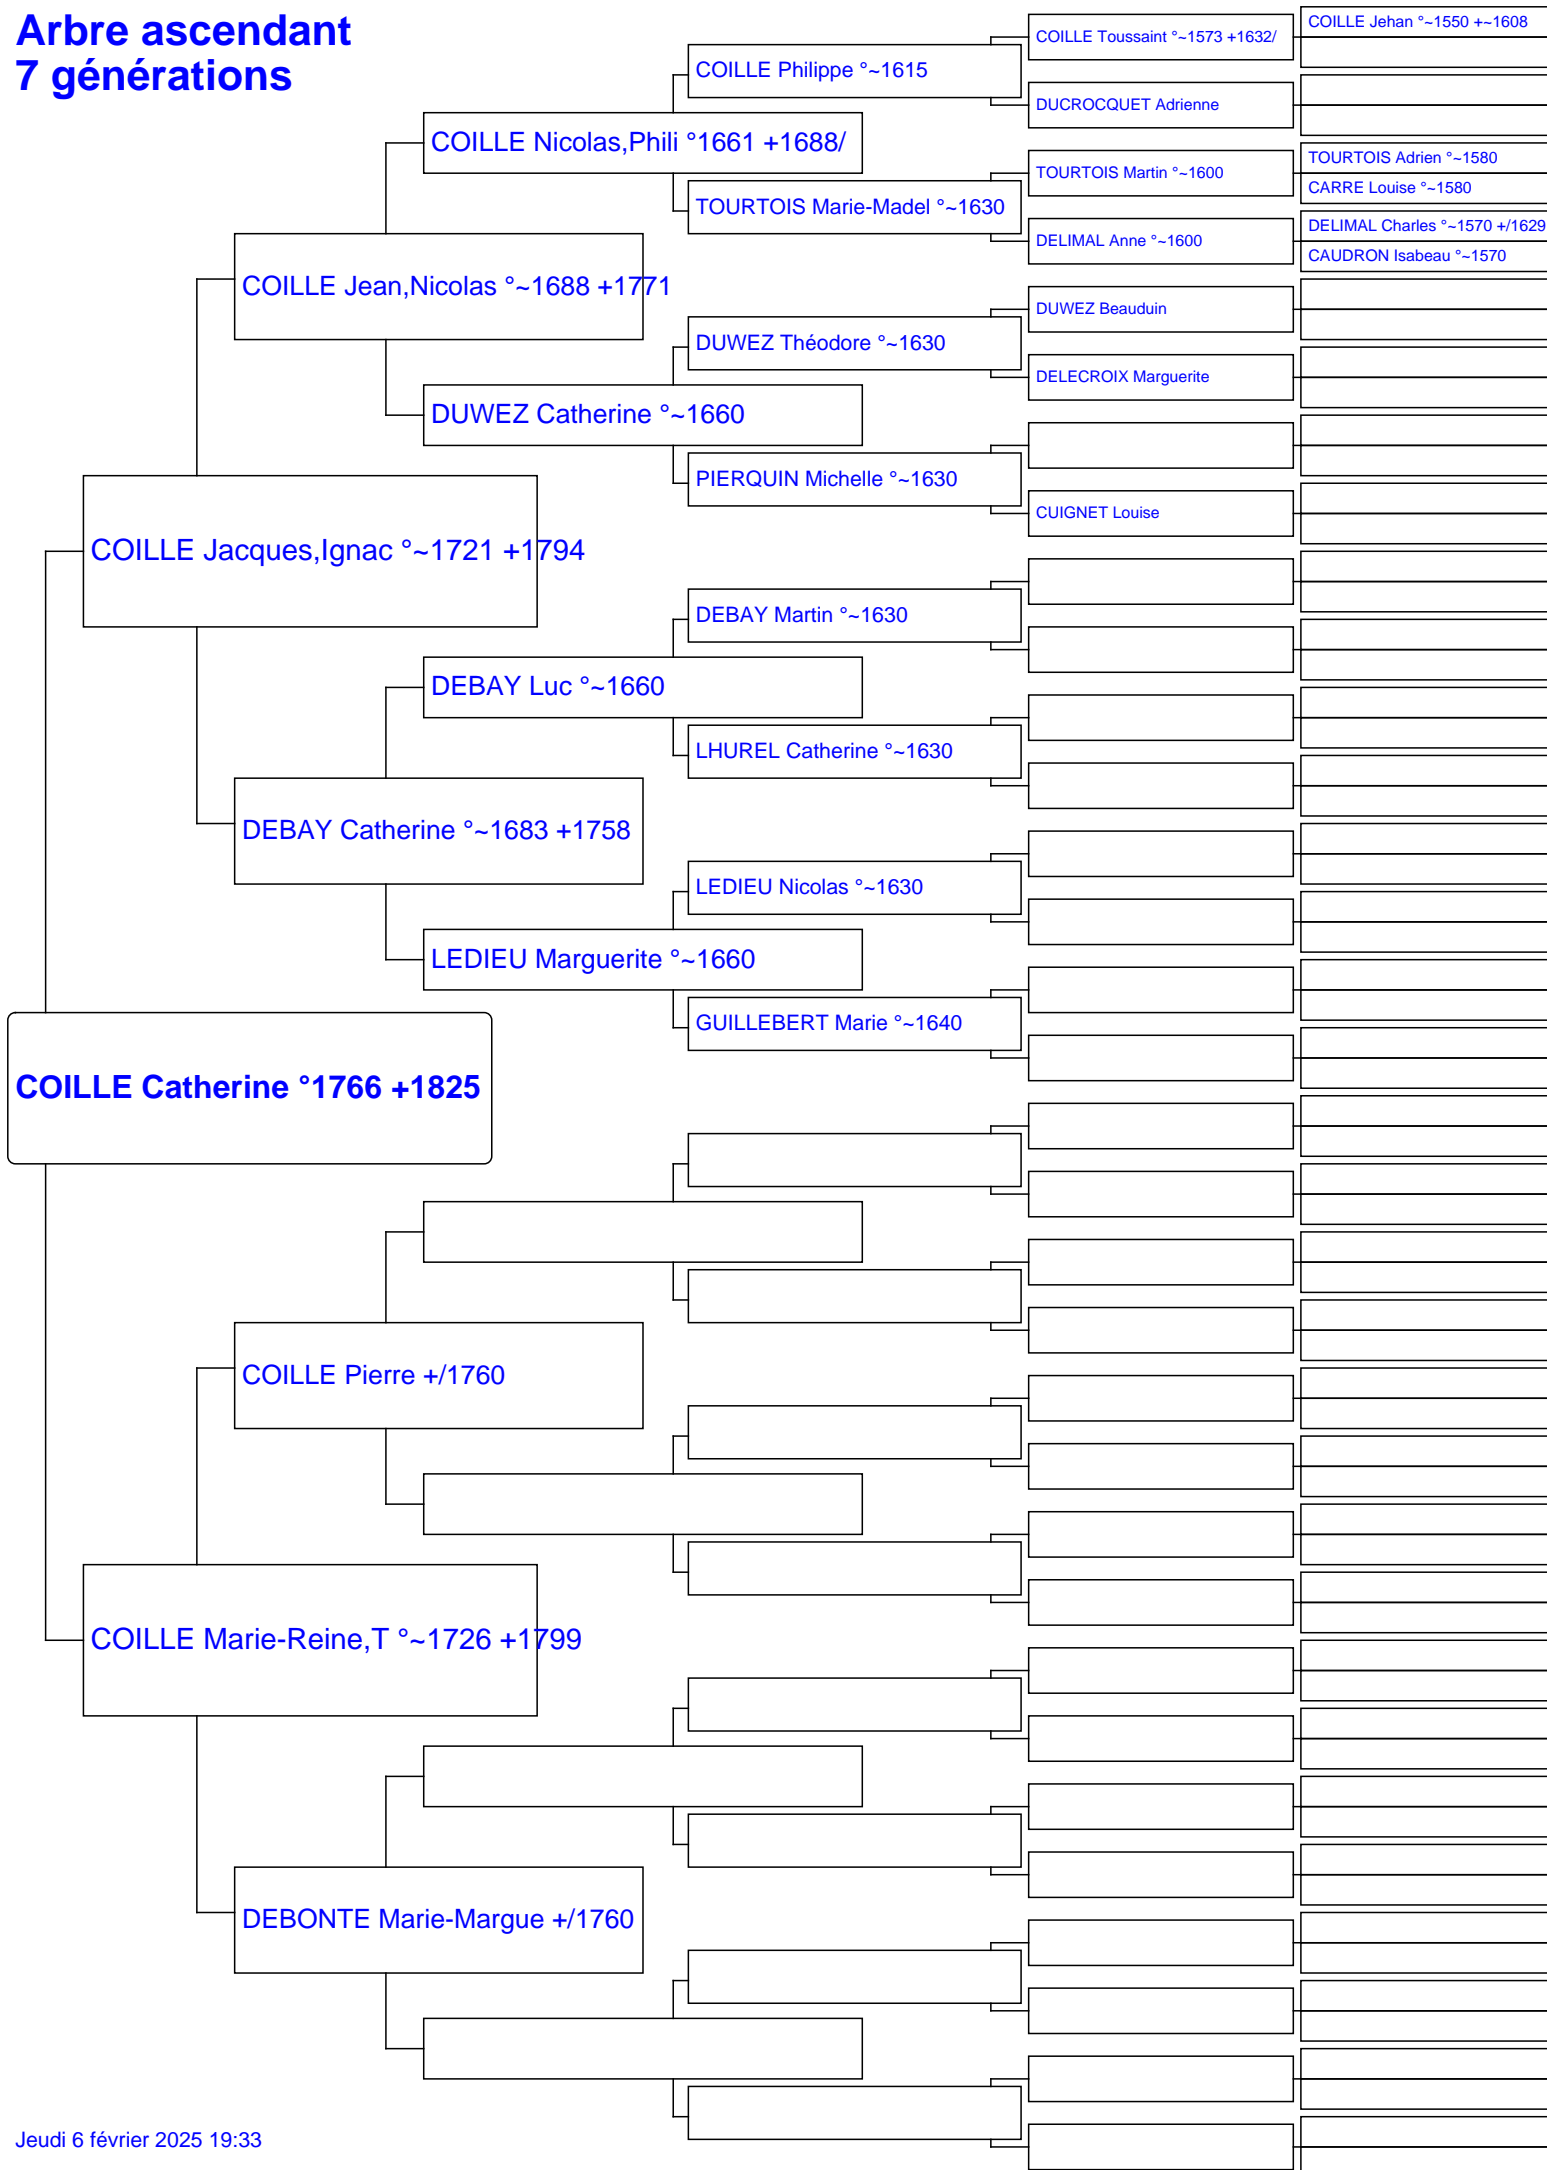 Arbre ascendant
7 générations
COILLE Jehan °~1550 +~1608
COILLE Toussaint °~1573 +1632/
COILLE Philippe °~1615
DUCROCQUET Adrienne
COILLE Nicolas,Phili °1661 +1688/
TOURTOIS Adrien °~1580
TOURTOIS Martin °~1600
CARRE Louise °~1580
TOURTOIS Marie-Madel °~1630
DELIMAL Charles °~1570 +/1629
DELIMAL Anne °~1600
CAUDRON Isabeau °~1570
COILLE Jean,Nicolas °~1688 +1771
DUWEZ Beauduin
DUWEZ Théodore °~1630
DELECROIX Marguerite
DUWEZ Catherine °~1660
PIERQUIN Michelle °~1630
CUIGNET Louise
COILLE Jacques,Ignac °~1721 +1794
DEBAY Martin °~1630
DEBAY Luc °~1660
LHUREL Catherine °~1630
DEBAY Catherine °~1683 +1758
LEDIEU Nicolas °~1630
LEDIEU Marguerite °~1660
GUILLEBERT Marie °~1640
COILLE Catherine °1766 +1825
COILLE Pierre +/1760
COILLE Marie-Reine,T °~1726 +1799
DEBONTE Marie-Margue +/1760
Jeudi 6 février 2025 19:33